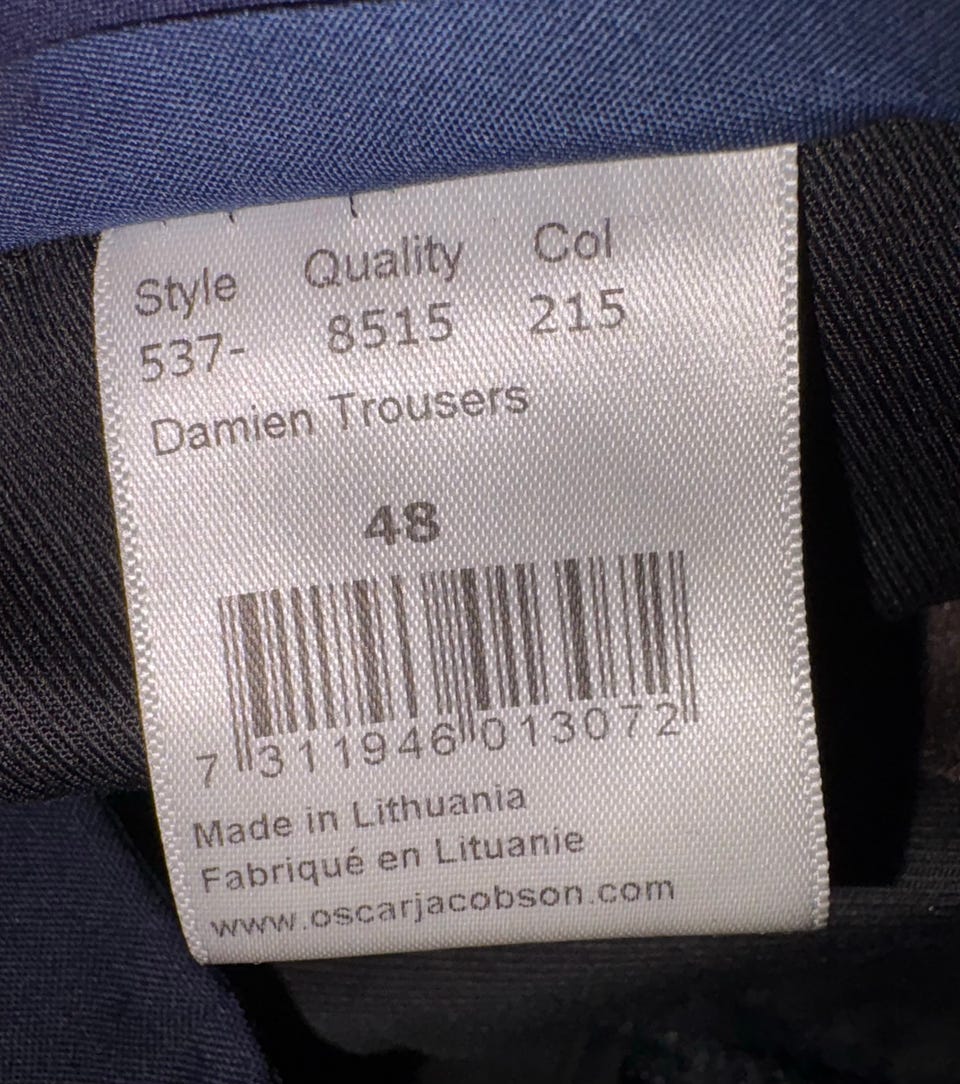 Style Quality Col
537- 8515 215
Damien Trousers
48
7 311946 013072
Made in Lithuania
Fabriqué en Lituanie
www.oscarjacobson.com